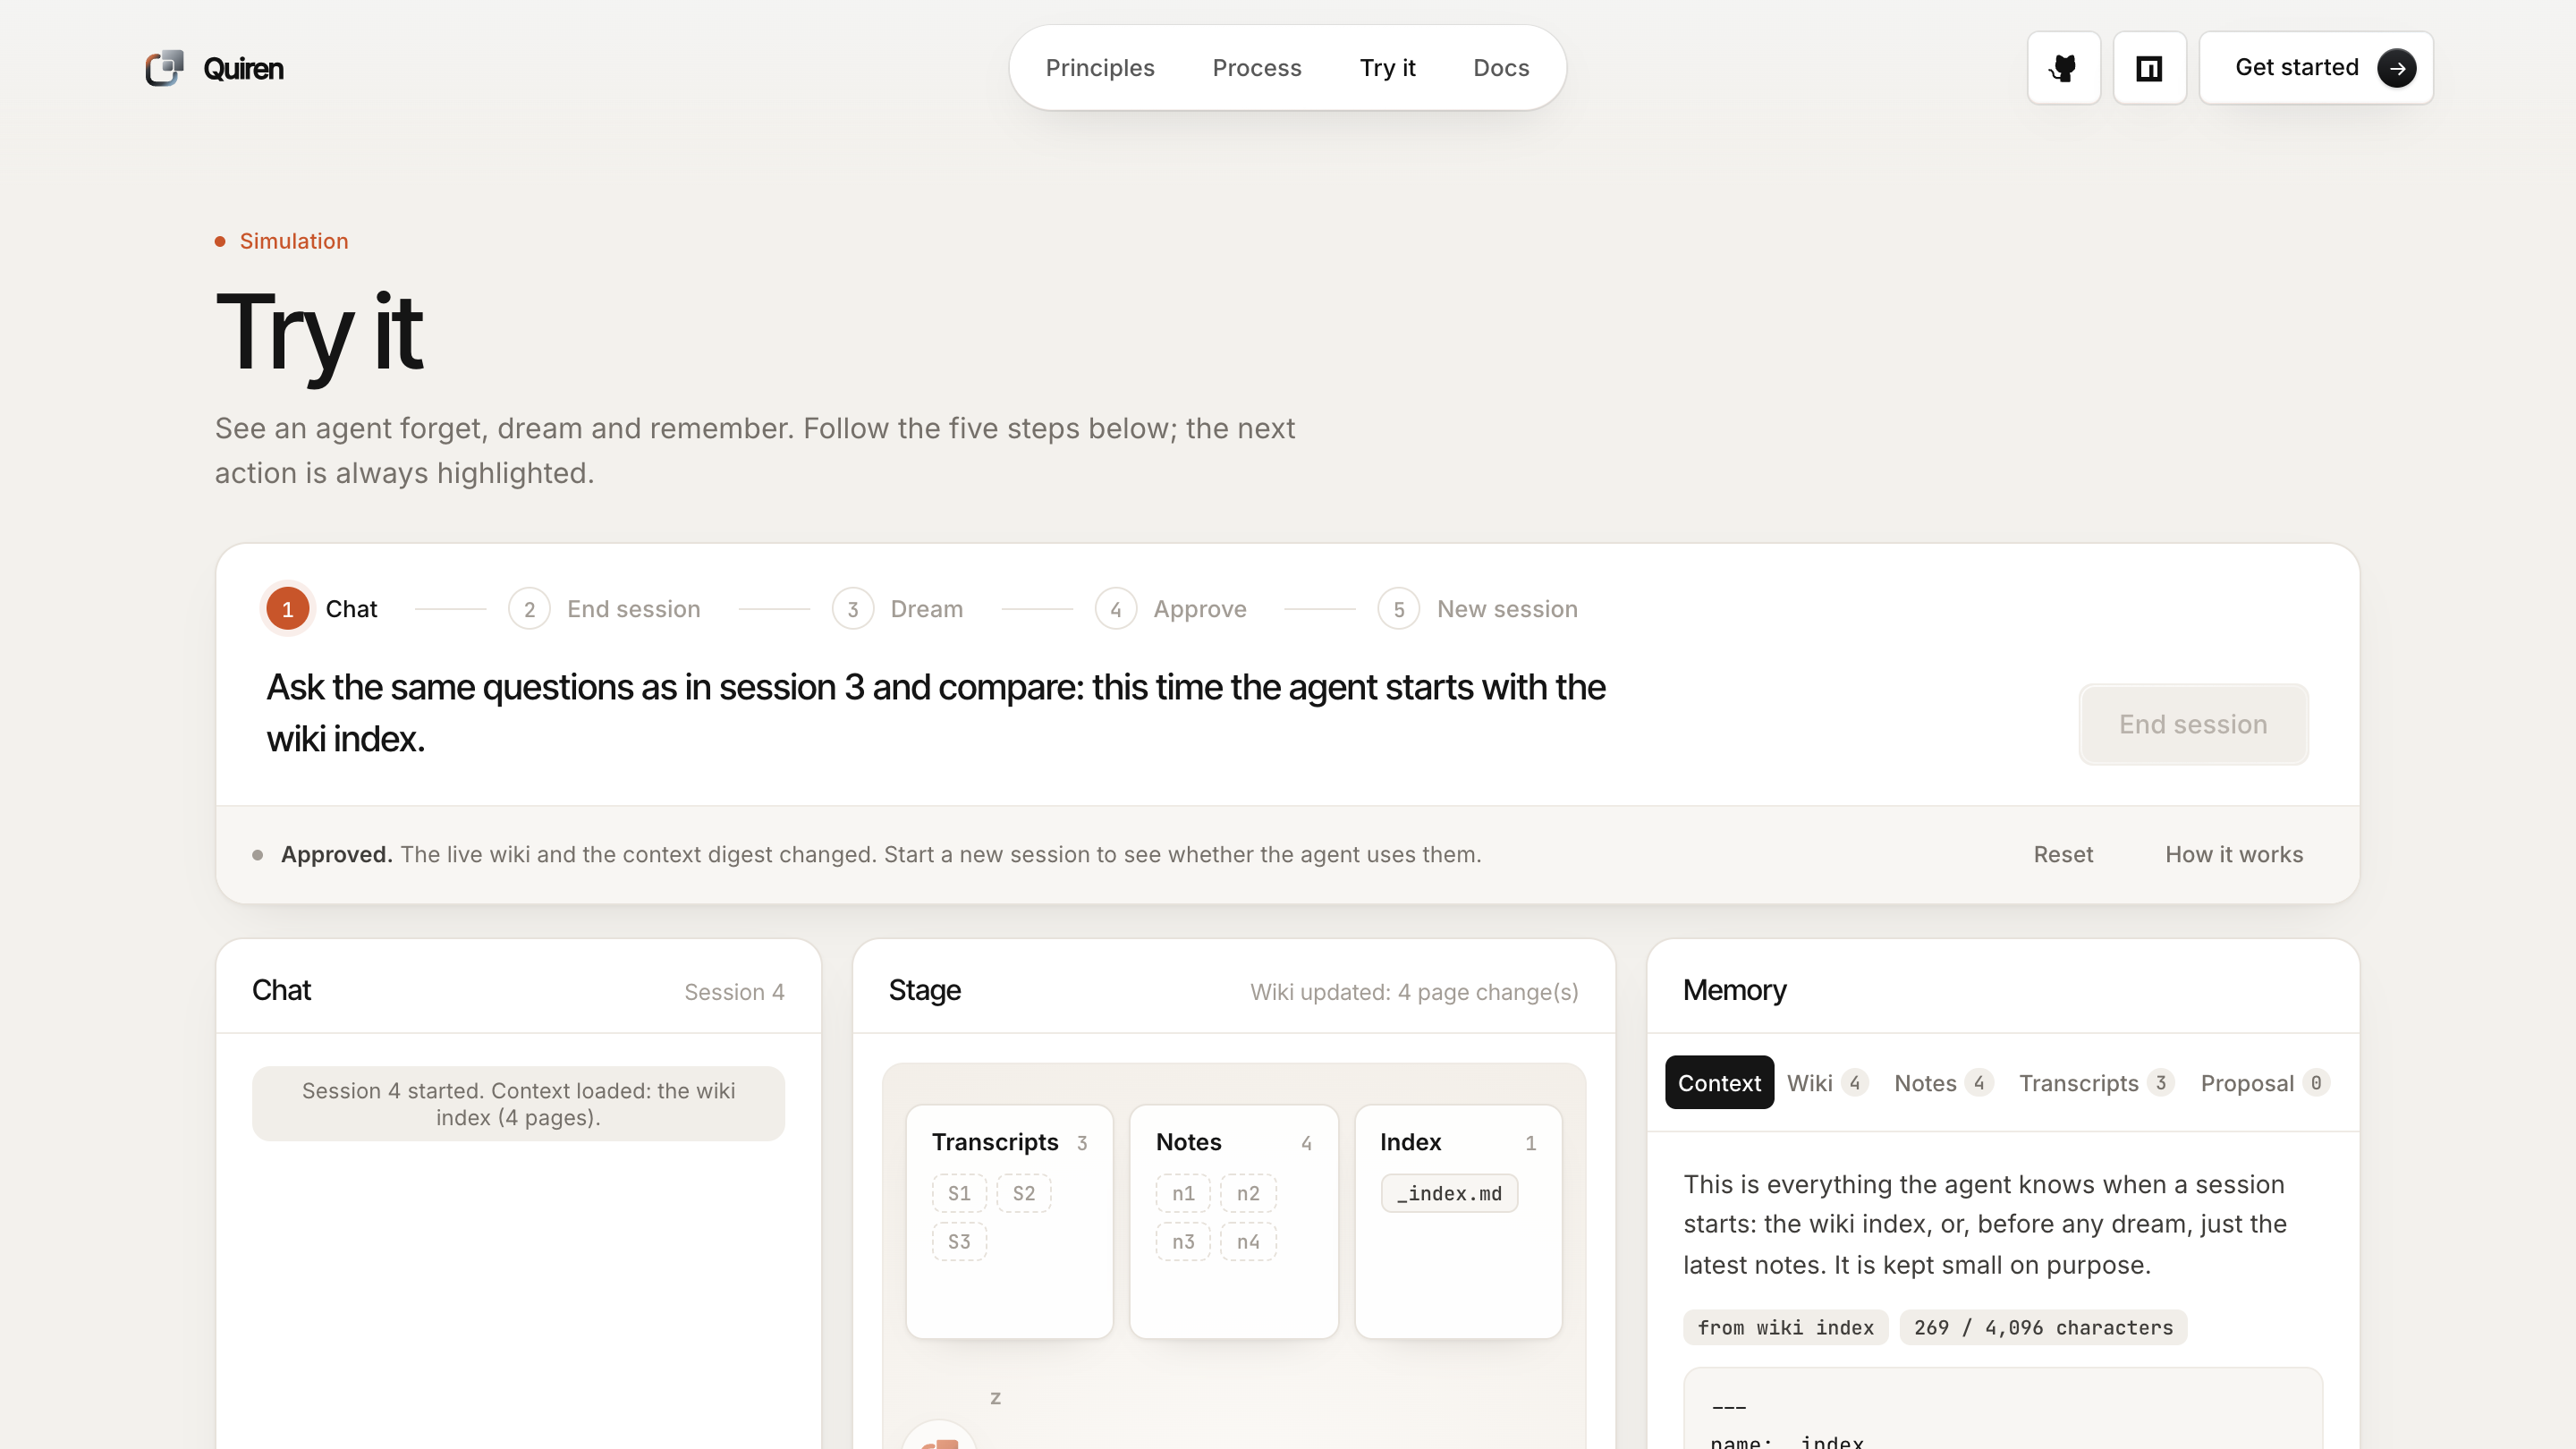 Quiren
Principles
Process
Try it
Docs
Get started
Simulation
Try it
See an agent forget, dream and remember. Follow the five steps below; the next
action is always highlighted.
1 Chat
2 End session
3 Dream
4 Approve
5 New session
Ask the same questions as in session 3 and compare: this time the agent starts with the
wiki index.
End session
Approved. The live wiki and the context digest changed. Start a new session to see whether the agent uses them.
Reset
How it works
Chat
Session 4
Session 4 started. Context loaded: the wiki
index (4 pages).
Stage
Wiki updated: 4 page change(s)
Transcripts 3
S1 S2
S3
Notes 4
n1 n2
n3 n4
Index 1
_index.md
z
Memory
Context
Wiki 4
Notes 4
Transcripts 3
Proposal 0
This is everything the agent knows when a session
starts: the wiki index, or, before any dream, just the
latest notes. It is kept small on purpose.
from wiki index
269 / 4,096 characters
---
name: _index